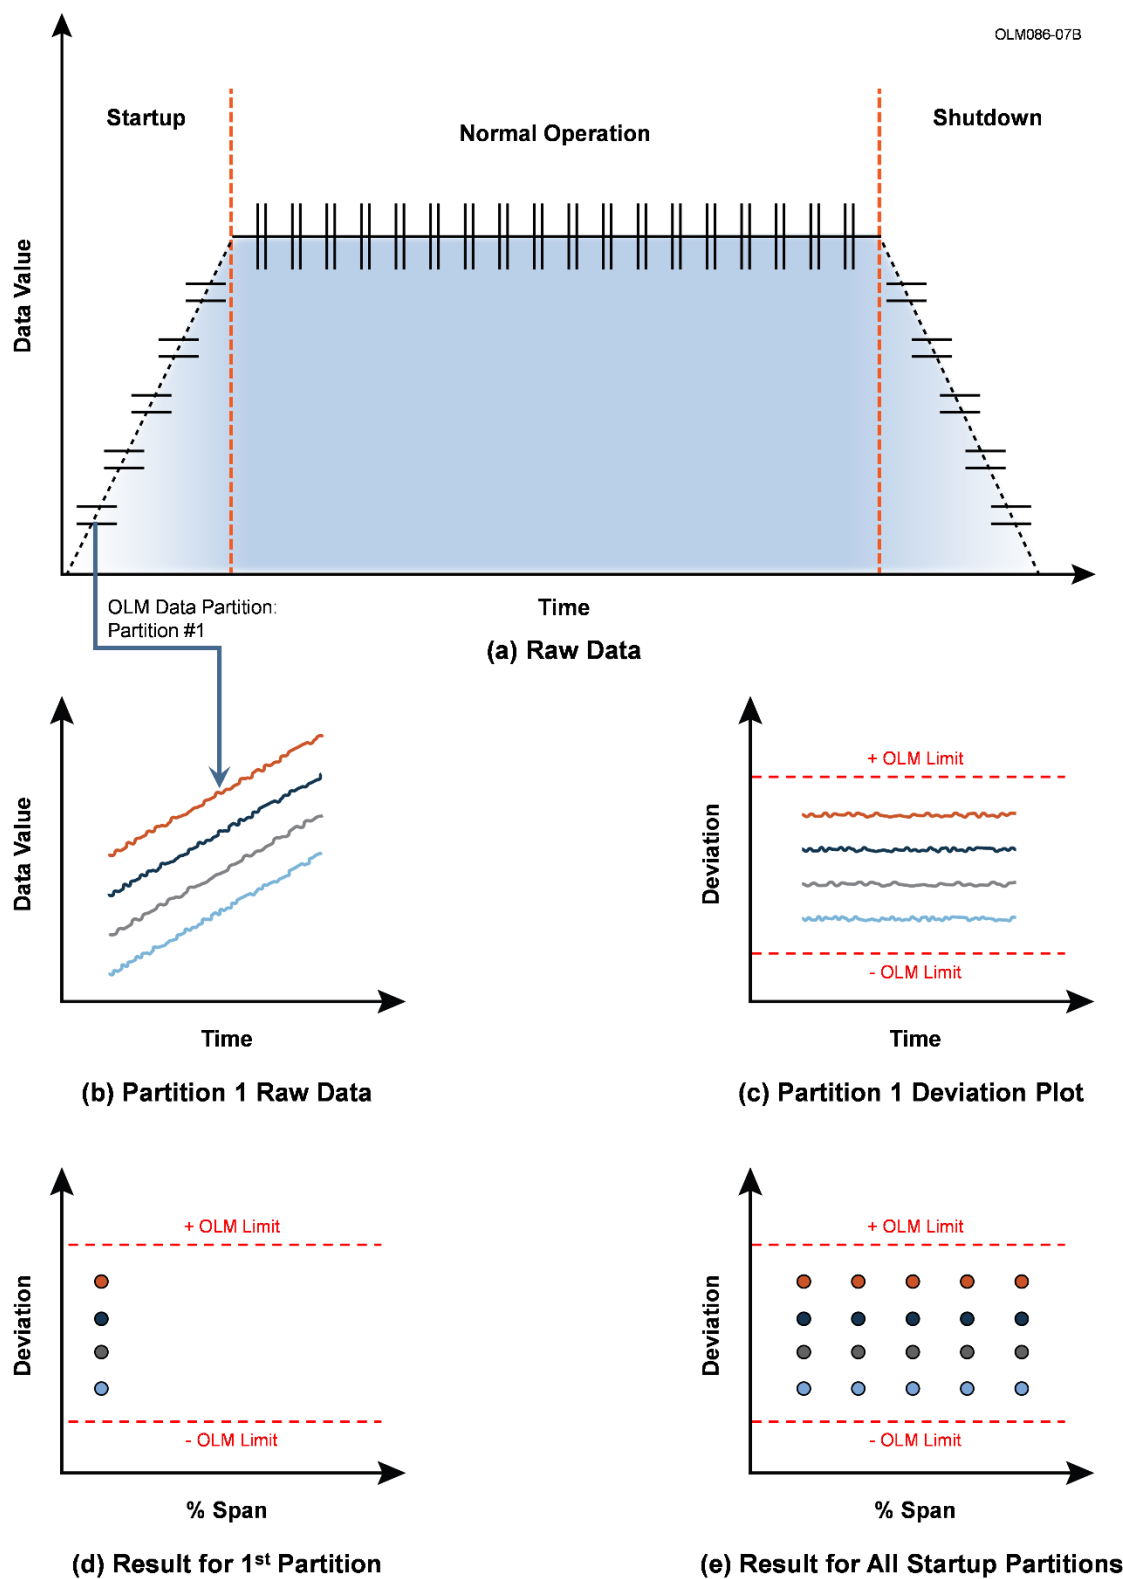 OLM086-07B
Startup
Normal Operation
Shutdown
Data Value
OLM Data Partition:
Partition #1
Time
(a) Raw Data
Data Value
Time
(b) Partition 1 Raw Data
+ OLM Limit
Deviation
- OLM Limit
Time
(c) Partition 1 Deviation Plot
+ OLM Limit
Deviation
- OLM Limit
% Span
(d) Result for 1st Partition
+ OLM Limit
Deviation
- OLM Limit
% Span
(e) Result for All Startup Partitions